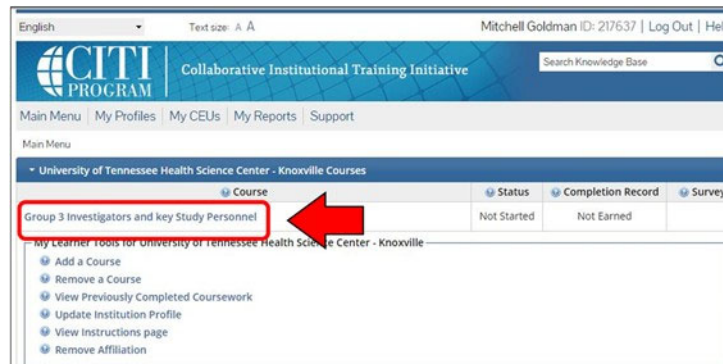 English Text size: A A Mitchell Goldman ID: 217637 | Log Out | Hel
CITI PROGRAM Collaborative Institutional Training Initiative Search Knowledge Base
Main Menu My Profiles My CEUs My Reports Support
Main Menu
University of Tennessee Health Science Center - Knoxville Courses
Course Status Completion Record Survey
Group 3 Investigators and key Study Personnel Not Started Not Earned
My Learner Tools for University of Tennessee Health Science Center - Knoxville
Add a Course
Remove a Course
View Previously Completed Coursework
Update Institution Profile
View Instructions page
Remove Affiliation